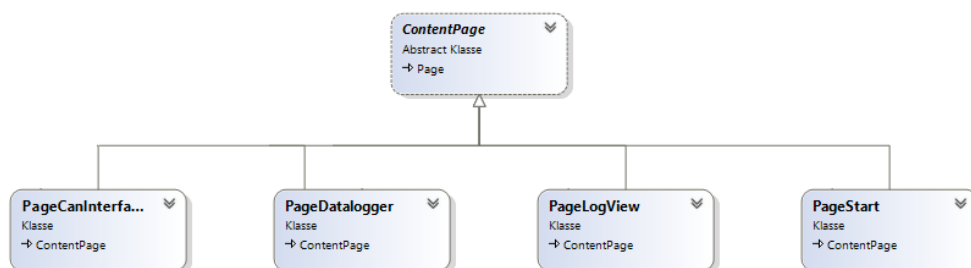 ContentPage
Abstract Klasse
Page
PageCanInterfa...
Klasse
ContentPage
PageDatalogger
Klasse
ContentPage
PageLogView
Klasse
ContentPage
PageStart
Klasse
ContentPage